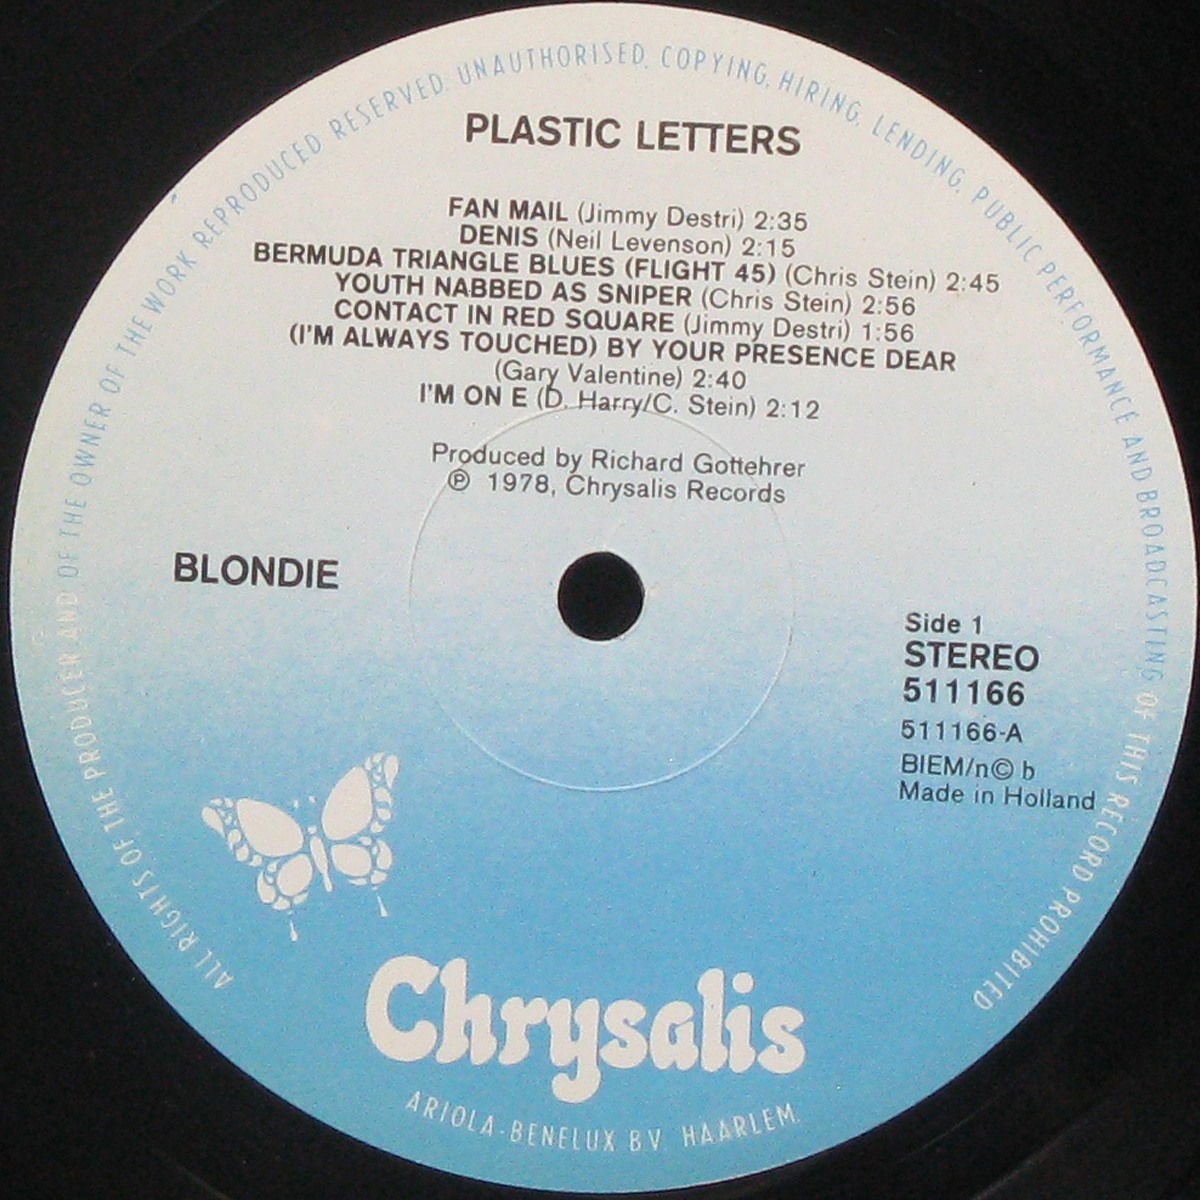 ALL RIGHTS OF THE PRODUCER AND OF THE OWNER OF THE WORK REPRODUCED RESERVED. UNAUTHORISED, COPYING, HIRING, LENDING, PUBLIC PERFORMANCE AND BROADCASTING OF THIS RECORD PROHIBITED
PLASTIC LETTERS
FAN MAIL (Jimmy Destri) 2:35
DENIS (Neil Levenson) 2:15
BERMUDA TRIANGLE BLUES (FLIGHT 45) (Chris Stein) 2:45
YOUTH NABBED AS SNIPER (Chris Stein) 2:56
CONTACT IN RED SQUARE (Jimmy Destri) 1:56
(I'M ALWAYS TOUCHED) BY YOUR PRESENCE DEAR
(Gary Valentine) 2:40
I'M ON E (D. Harry/C. Stein) 2:12
Produced by Richard Gottehrer
℗ 1978, Chrysalis Records
BLONDIE
Side 1
STEREO
511166
511166-A
BIEM/n© b
Made in Holland
Chrysalis
ARIOLA-BENELUX BV HAARLEM.